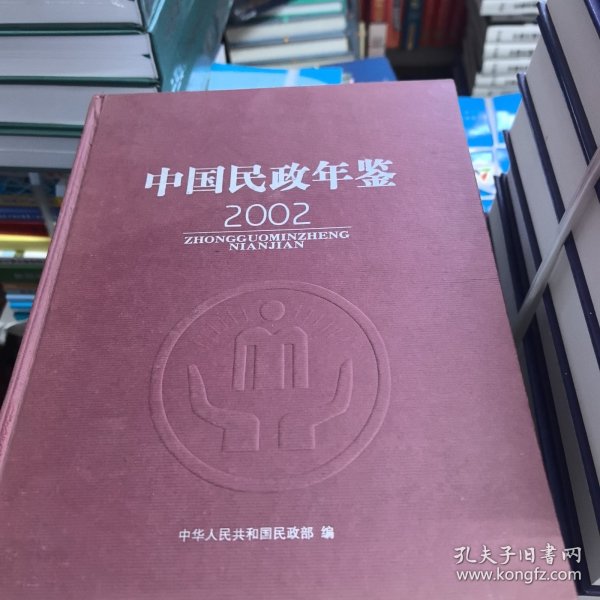 中国民政年鉴
2002
ZHONGGUOMINZHENG
NIANJIAN
中华人民共和国民政部 编
孔夫子旧书网
www.kongfz.com